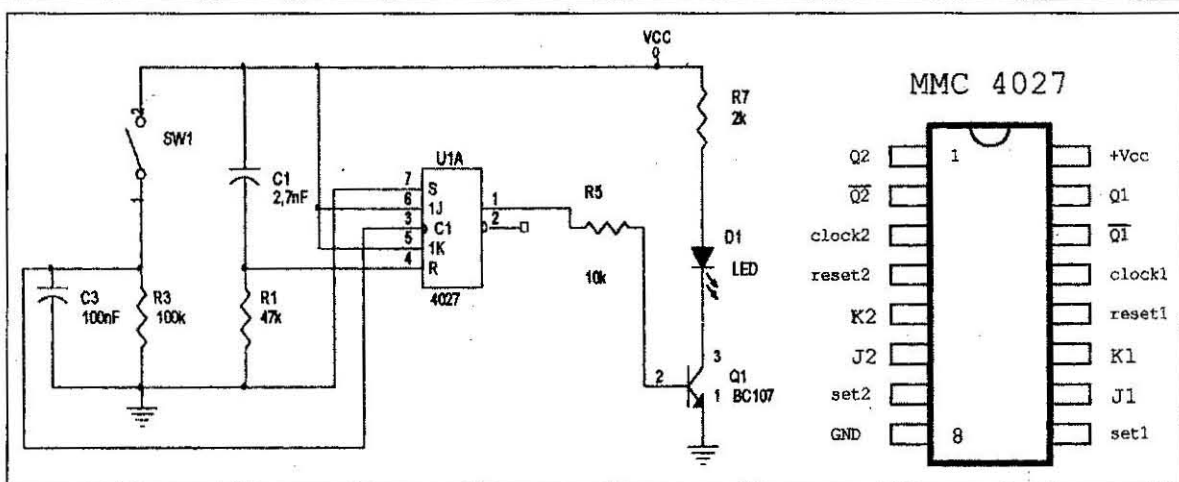 VCC
R7
2k
SW1
2
1
C1
2,7nF
U1A
7
S
6
1J
3
C1
5
1K
4
R
1
2
4027
R5
10k
D1
LED
C3
100nF
R3
100k
R1
47k
3
2
Q1
1
BC107
MMC 4027
Q2
1
+Vcc
Q2
Q1
clock2
Q1
reset2
clock1
K2
reset1
J2
K1
set2
J1
GND
8
set1